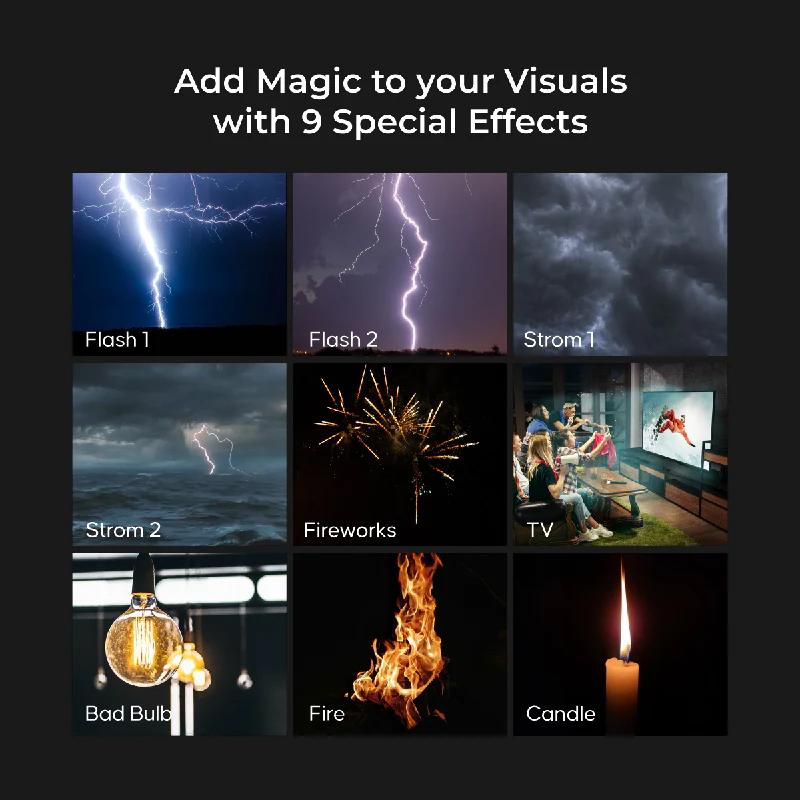 Add Magic to your Visuals
with 9 Special Effects
Flash 1
Flash 2
Strom 1
Strom 2
Fireworks
TV
Bad Bulb
Fire
Candle